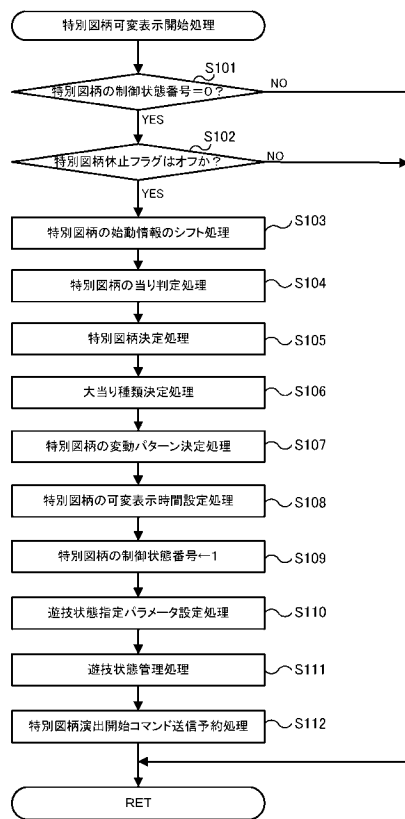 特別図柄可変表示開始処理
S101
特別図柄の制御状態番号=0?
NO
YES
S102
特別図柄休止フラグはオフか?
NO
YES
特別図柄の始動情報のシフト処理
S103
特別図柄の当り判定処理
S104
特別図柄決定処理
S105
大当り種類決定処理
S106
特別図柄の変動パターン決定処理
S107
特別図柄の可変表示時間設定処理
S108
特別図柄の制御状態番号←1
S109
遊技状態指定パラメータ設定処理
S110
遊技状態管理処理
S111
特別図柄演出開始コマンド送信予約処理
S112
RET